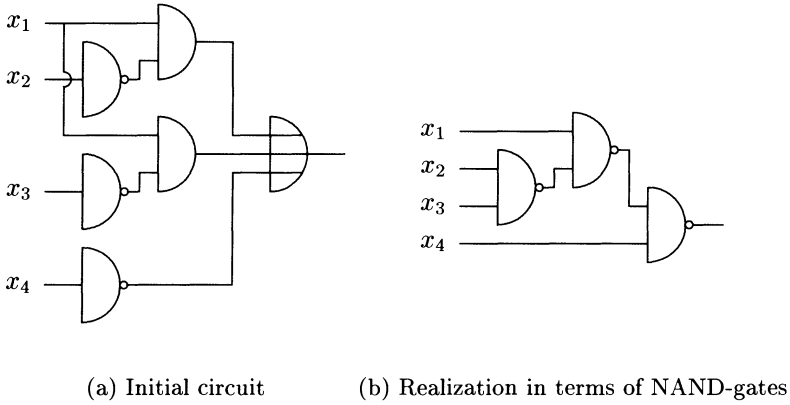 x₁
x₂
x₃
x₄
x₁
x₂
x₃
x₄
(a) Initial circuit
(b) Realization in terms of NAND-gates